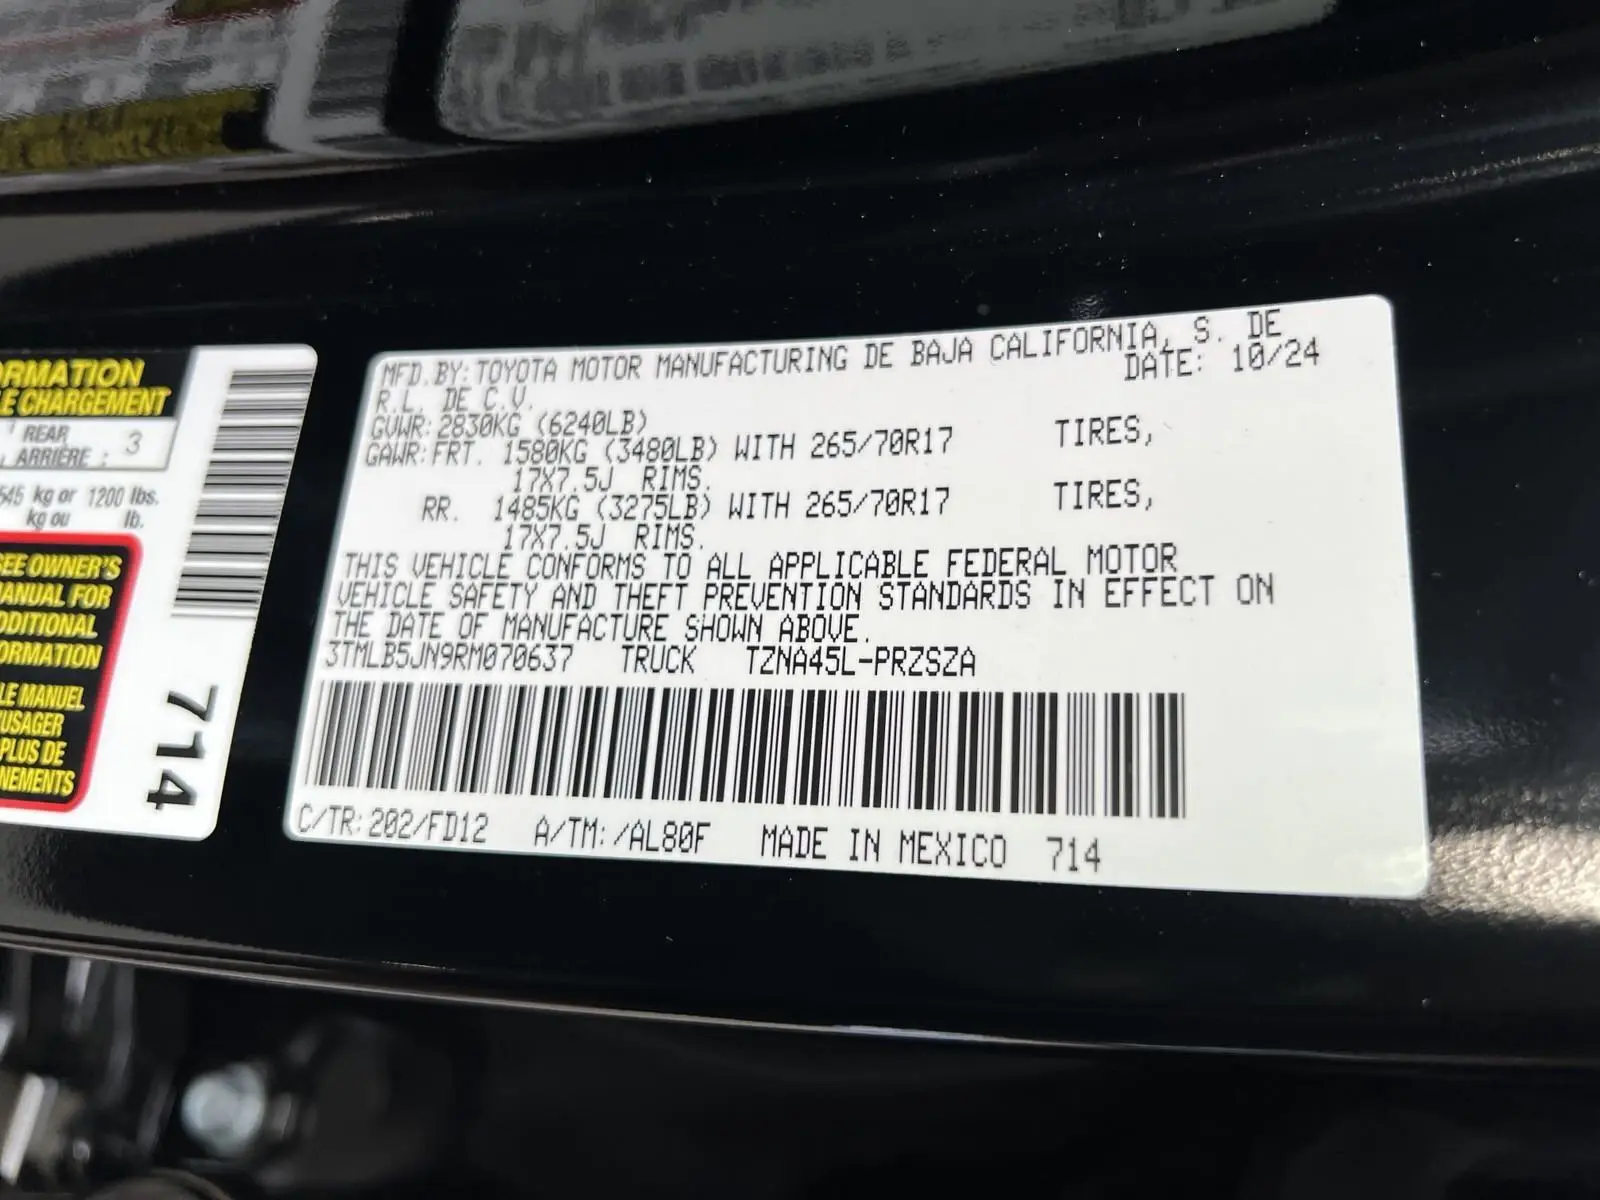 RMATION
LE CHARGEMENT
REAR
ARRIÈRE : 3
545 kg or 1200 lbs.
kg ou lb.
SEE OWNER'S
MANUAL FOR
DDITIONAL
ORMATION
LE MANUEL
USAGER
PLUS DE
NEMENTS
714
MFD.BY:TOYOTA MOTOR MANUFACTURING DE BAJA CALIFORNIA, S. DE
R.L. DE C.V. DATE: 10/24
GVWR:2830KG (6240LB)
GAWR:FRT. 1580KG (3480LB) WITH 265/70R17 TIRES,
17X7.5J RIMS.
RR. 1485KG (3275LB) WITH 265/70R17 TIRES,
17X7.5J RIMS.
THIS VEHICLE CONFORMS TO ALL APPLICABLE FEDERAL MOTOR
VEHICLE SAFETY AND THEFT PREVENTION STANDARDS IN EFFECT ON
THE DATE OF MANUFACTURE SHOWN ABOVE.
3TMLB5JN9RM070637 TRUCK TZNA45L-PRZSZA
C/TR:202/FD12 A/TM:/AL80F MADE IN MEXICO 714